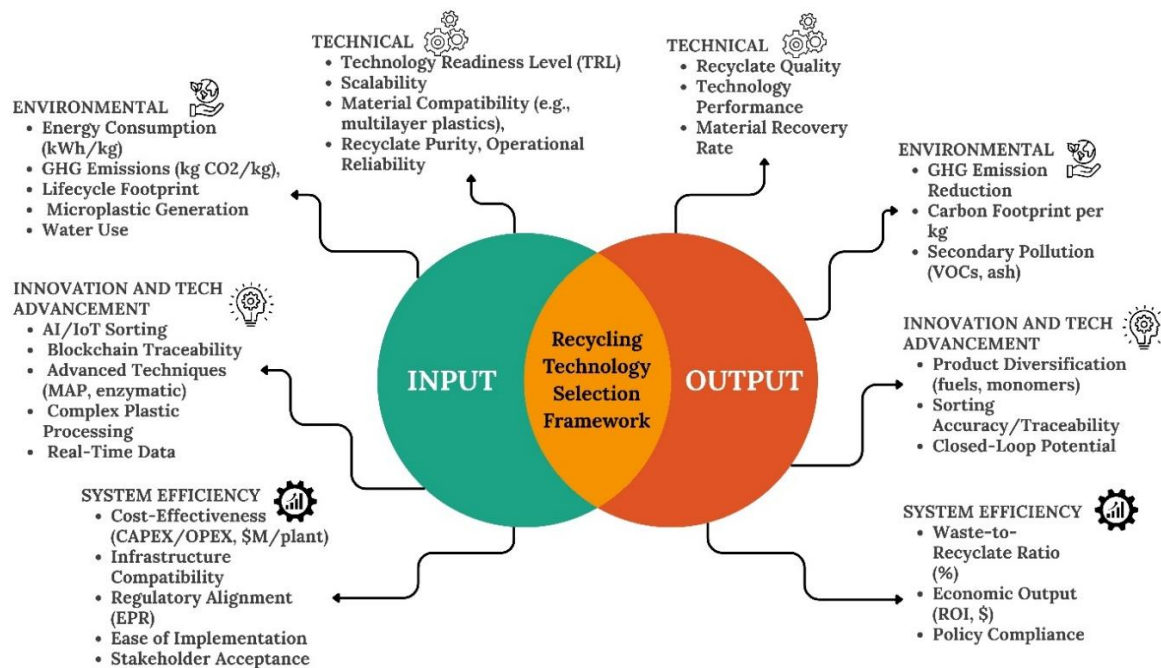 TECHNICAL
• Technology Readiness Level (TRL)
• Scalability
• Material Compatibility (e.g.,
multilayer plastics),
• Recyclate Purity, Operational
Reliability
TECHNICAL
• Recyclate Quality
• Technology
Performance
• Material Recovery
Rate
ENVIRONMENTAL
• Energy Consumption
(kWh/kg)
• GHG Emissions (kg CO2/kg),
• Lifecycle Footprint
• Microplastic Generation
• Water Use
ENVIRONMENTAL
• GHG Emission
Reduction
• Carbon Footprint per
kg
• Secondary Pollution
(VOCs, ash)
INNOVATION AND TECH
ADVANCEMENT
• AI/IoT Sorting
• Blockchain Traceability
• Advanced Techniques
(MAP, enzymatic)
• Complex Plastic
Processing
• Real-Time Data
INPUT
Recycling
Technology
Selection
Framework
OUTPUT
INNOVATION AND TECH
ADVANCEMENT
• Product Diversification
(fuels, monomers)
• Sorting
Accuracy/Traceability
• Closed-Loop Potential
SYSTEM EFFICIENCY
• Cost-Effectiveness
(CAPEX/OPEX, $M/plant)
• Infrastructure
Compatibility
• Regulatory Alignment
(EPR)
• Ease of Implementation
• Stakeholder Acceptance
SYSTEM EFFICIENCY
• Waste-to-
Recyclate Ratio
(%)
• Economic Output
(ROI, $)
• Policy Compliance